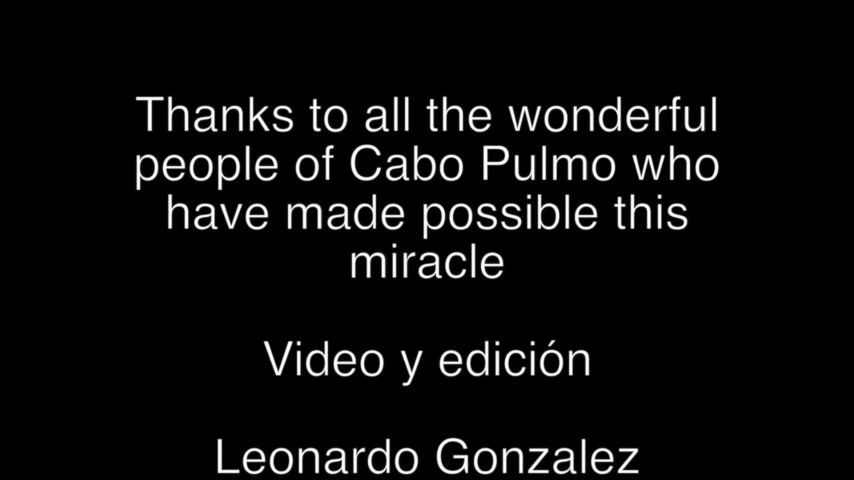 Thanks to all the wonderful
people of Cabo Pulmo who
have made possible this
miracle
Video y edición
Leonardo Gonzalez